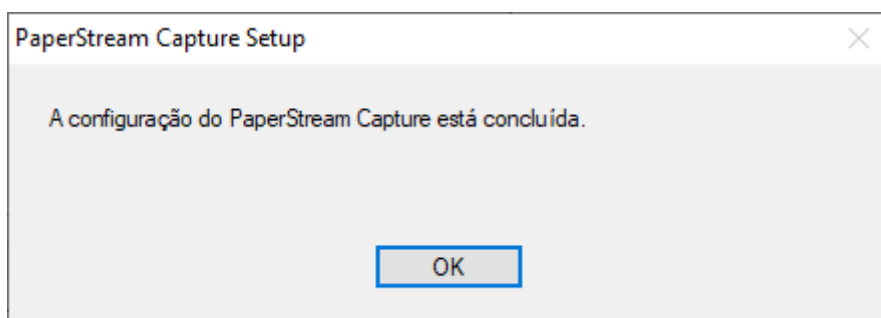 PaperStream Capture Setup
A configuração do PaperStream Capture está concluída.
OK